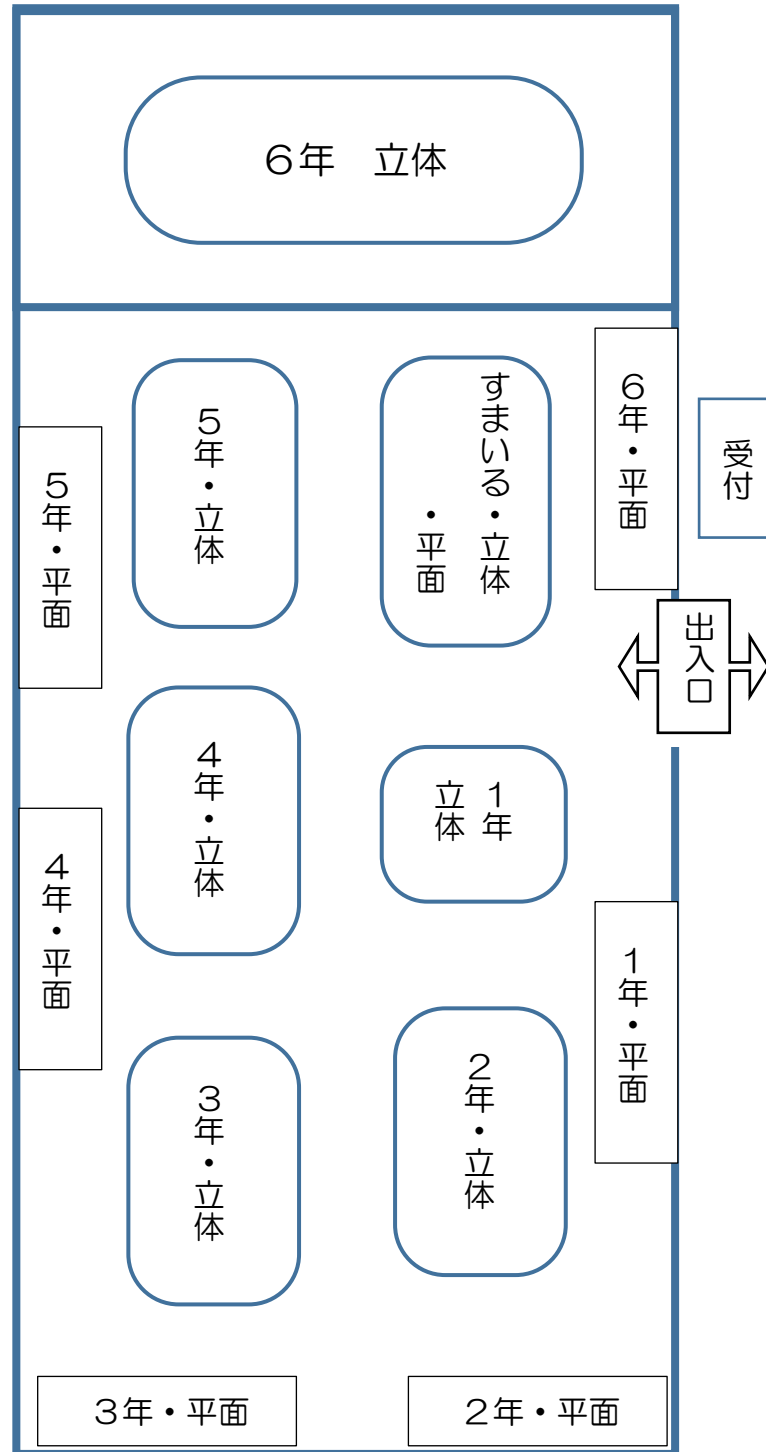 ６年　立体
５年・立体
すまいる・立体
・平面
６年・平面
受付
５年・平面
出入口
４年・立体
１年
立体
４年・平面
１年・平面
３年・立体
２年・立体
３年・平面
２年・平面